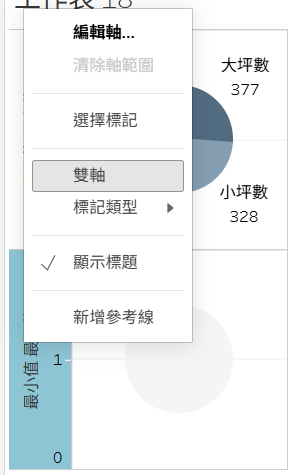 工作表 18
編輯軸...
清除軸範圍
選擇標記
雙軸
標記類型
顯示標題
新增參考線
大坪數
377
小坪數
328
最小值 最
1
0